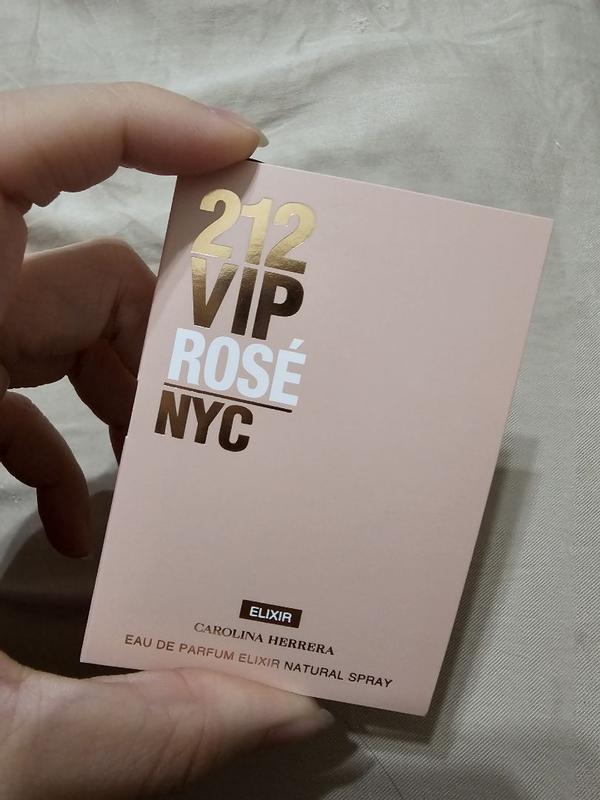 212
VIP
ROSÉ
NYC
ELIXIR
CAROLINA HERRERA
EAU DE PARFUM ELIXIR NATURAL SPRAY